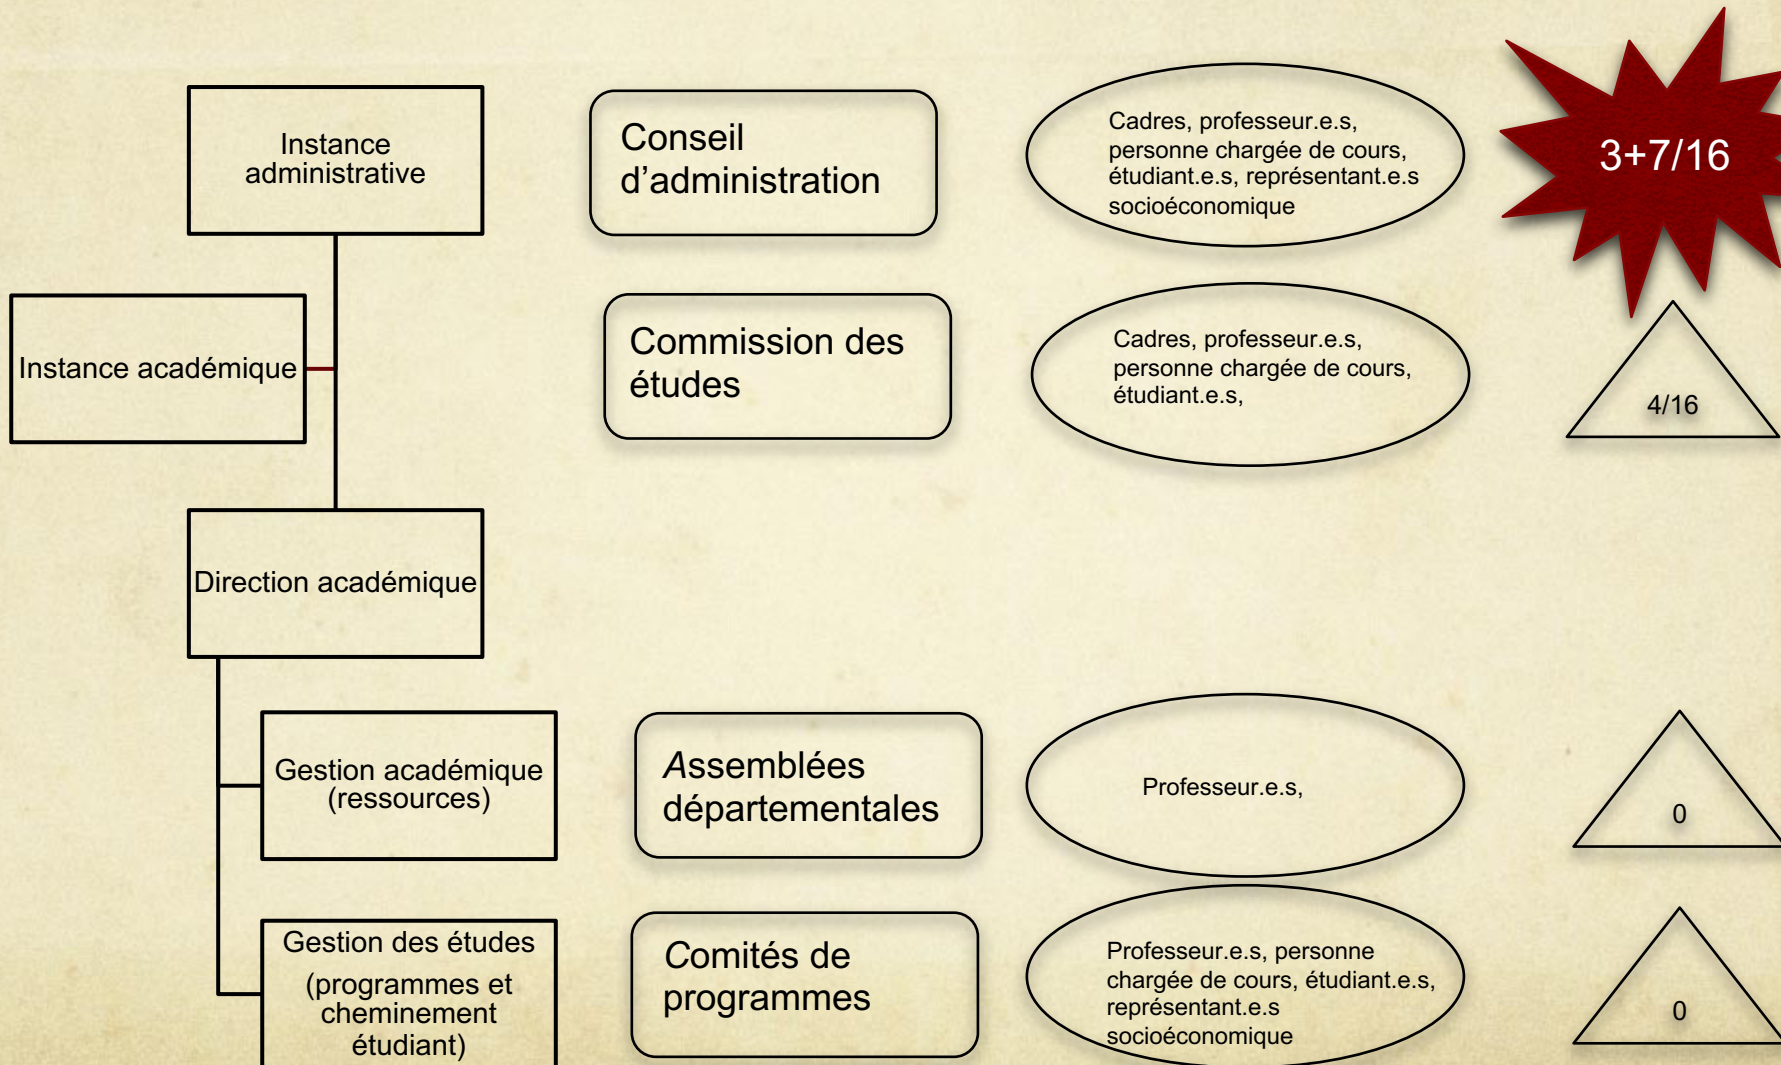 Instance
administrative
Conseil
d’administration
Cadres, professeur.e.s,
personne chargée de cours,
étudiant.e.s, représentant.e.s
socioéconomique
3+7/16
Instance académique
Commission des
études
Cadres, professeur.e.s,
personne chargée de cours,
étudiant.e.s,
4/16
Direction académique
Gestion académique
(ressources)
Assemblées
départementales
Professeur.e.s,
0
Gestion des études
(programmes et
cheminement
étudiant)
Comités de
programmes
Professeur.e.s, personne
chargée de cours, étudiant.e.s,
représentant.e.s
socioéconomique
0